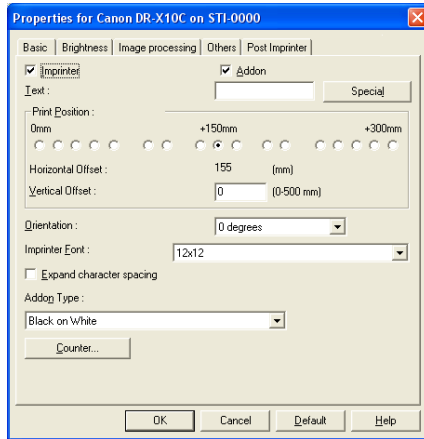 Properties for Canon DR-X10C on STI-0000
Basic Brightness Image processing Others Post Imprinter
Imprinter Addon
Text : Special
Print Position :
0mm +150mm +300mm
Horizontal Offset : 155 (mm)
Vertical Offset : 0 (0-500 mm)
Orientation : 0 degrees
Imprinter Font : 12x12
Expand character spacing
Addon Type :
Black on White
Counter...
OK Cancel Default Help